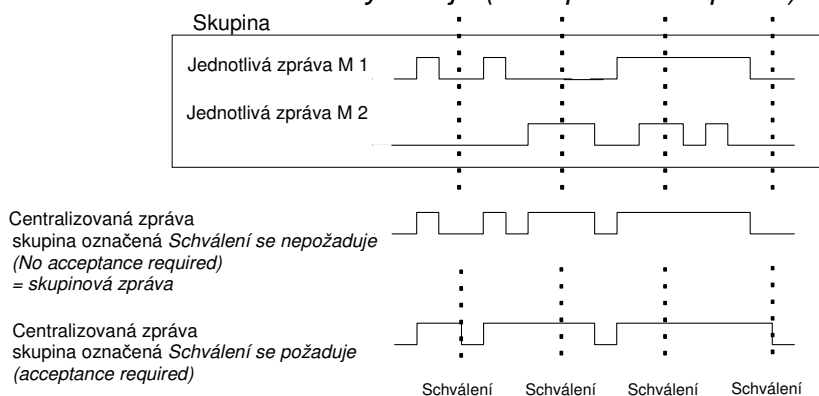 Skupina
Jednotlivá zpráva M 1
Jednotlivá zpráva M 2
Centralizovaná zpráva
skupina označená Schválení se nepožaduje
(No acceptance required)
= skupinová zpráva
Centralizovaná zpráva
skupina označená Schválení se požaduje
(acceptance required)
Schválení Schválení Schválení Schválení